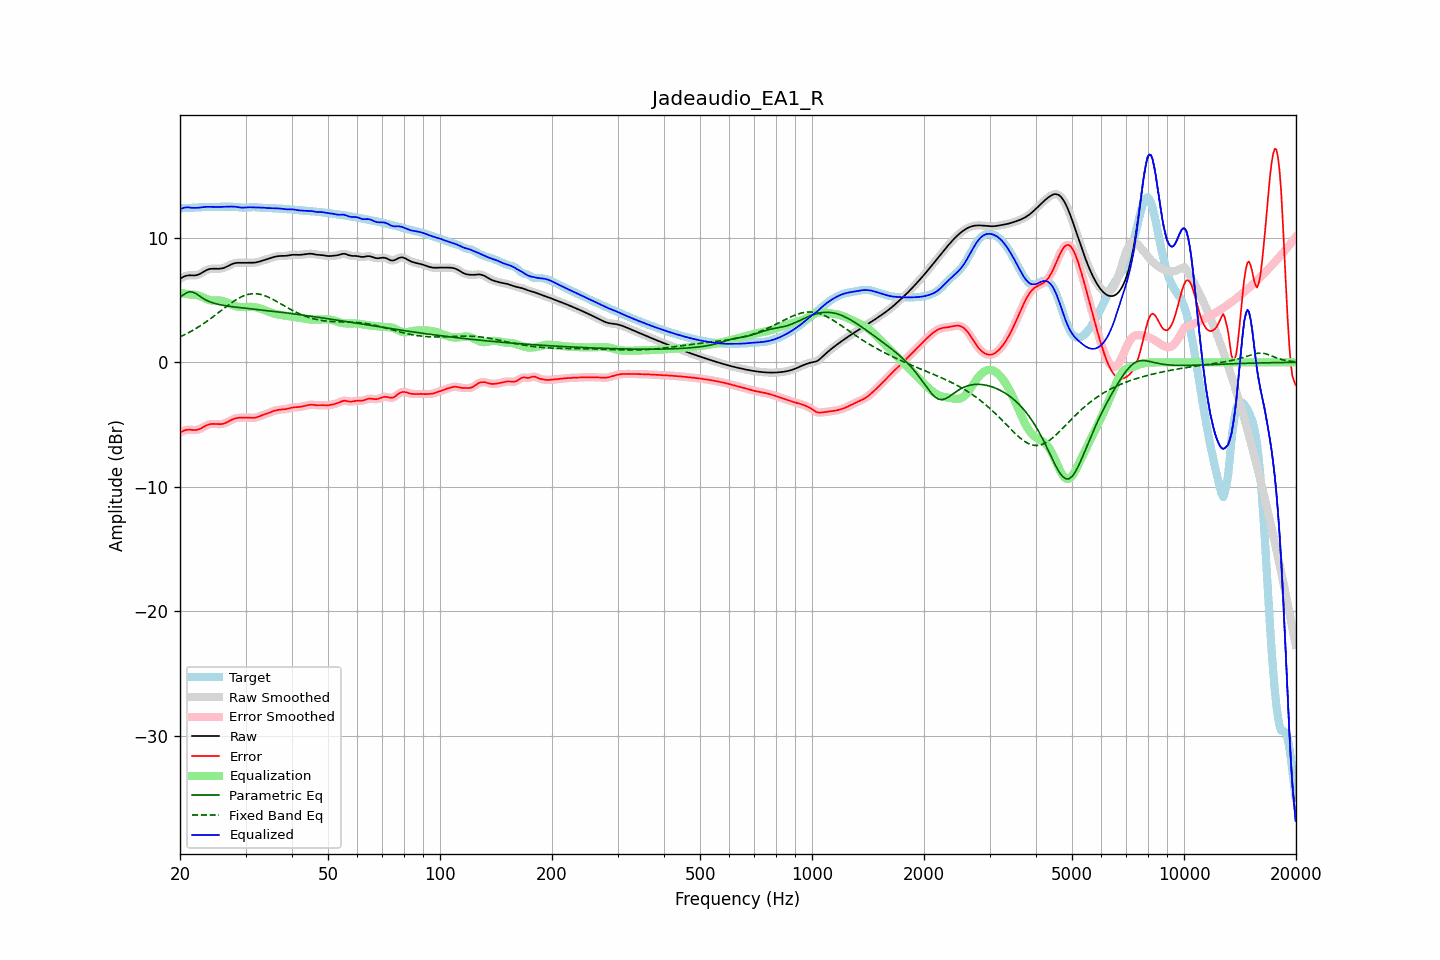 Jadeaudio_EA1_R
Amplitude (dBr)
10
0
−10
−20
−30
Target
Raw Smoothed
Error Smoothed
Raw
Error
Equalization
Parametric Eq
Fixed Band Eq
Equalized
20
50
100
200
500
1000
2000
5000
10000
20000
Frequency (Hz)